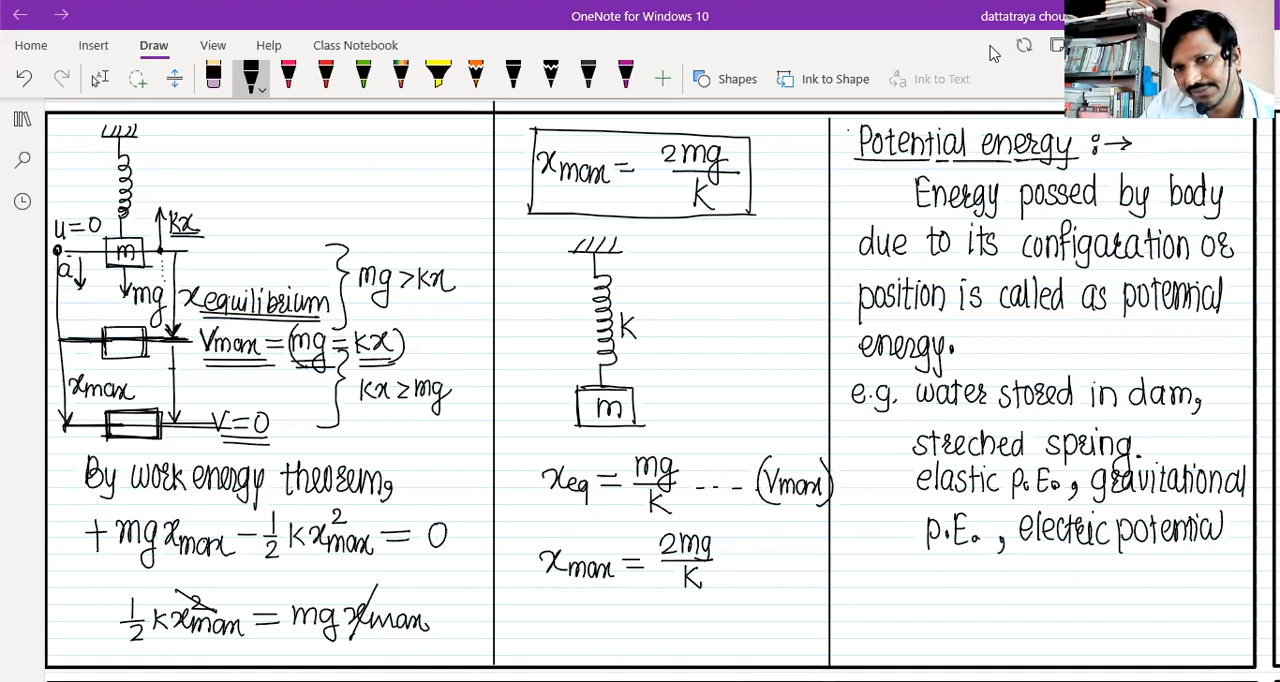 OneNote for Windows 10
dattatraya chou
Home Insert Draw View Help Class Notebook
Shapes Ink to Shape Ink to Text
u=0
kx
m
a
mg
x equilibrium
mg > kx
Vmax = (mg = kx)
xmax
kx ≥ mg
V=0
By work energy theorem,
+ mg xmax - 1/2 k x²max = 0
1/2 k x²max = mg xmax
xmax = 2mg/K
K
m
xeq = mg/K ---- (Vmax)
xmax = 2mg/K
Potential energy :→
Energy possed by body
due to its configaration or
position is called as potential
energy.
e.g. water stored in dam,
streched spring.
elastic p.E., gravitational
p.E., electric potential